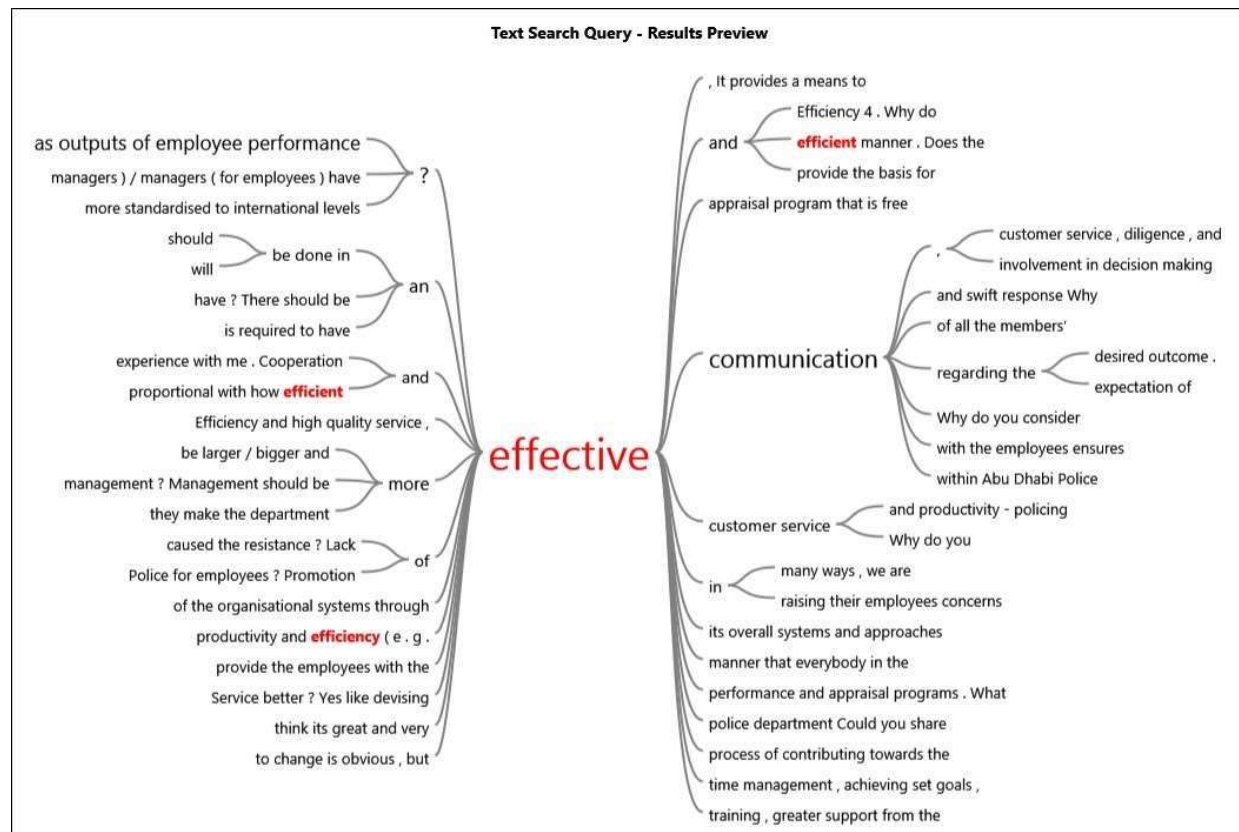 Text Search Query - Results Preview
as outputs of employee performance
managers ) / managers ( for employees ) have
more standardised to international levels
?
should
will
be done in
have ? There should be
is required to have
an
experience with me . Cooperation
proportional with how efficient
and
Efficiency and high quality service ,
be larger / bigger and
management ? Management should be
they make the department
more
caused the resistance ? Lack
Police for employees ? Promotion
of
of the organisational systems through
productivity and efficiency ( e . g .
provide the employees with the
Service better ? Yes like devising
think its great and very
to change is obvious , but
effective
, It provides a means to
and
Efficiency 4 . Why do
efficient manner . Does the
provide the basis for
appraisal program that is free
communication
,
customer service , diligence , and
involvement in decision making
and swift response Why
of all the members'
regarding the
desired outcome .
expectation of
Why do you consider
with the employees ensures
within Abu Dhabi Police
customer service
and productivity - policing
Why do you
in
many ways , we are
raising their employees concerns
its overall systems and approaches
manner that everybody in the
performance and appraisal programs . What
police department Could you share
process of contributing towards the
time management , achieving set goals ,
training , greater support from the